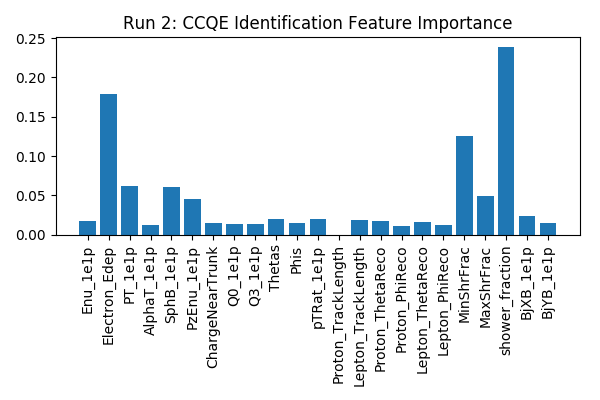 Run 2: CCQE Identification Feature Importance
0.25
0.20
0.15
0.10
0.05
0.00
Enu_1e1p
Electron_Edep
PT_1e1p
AlphaT_1e1p
SphB_1e1p
PzEnu_1e1p
ChargeNearTrunk
Q0_1e1p
Q3_1e1p
Thetas
Phis
pTRat_1e1p
Proton_TrackLength
Lepton_TrackLength
Proton_ThetaReco
Proton_PhiReco
Lepton_ThetaReco
Lepton_PhiReco
MinShrFrac
MaxShrFrac
shower_fraction
BjXB_1e1p
BjYB_1e1p